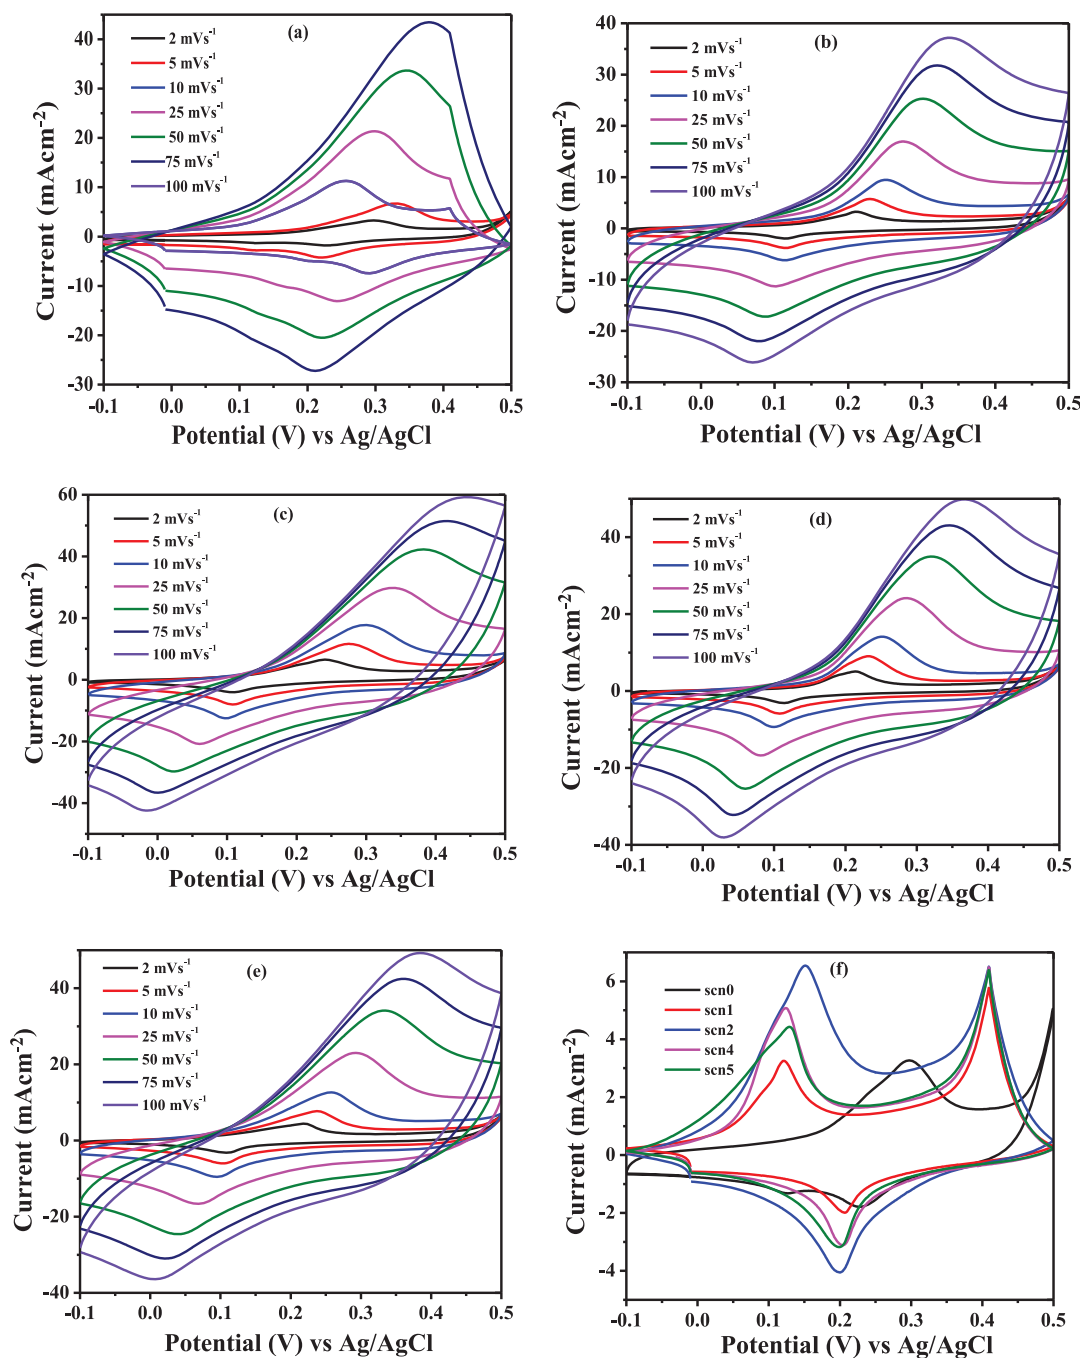 (a)
2 mVs⁻¹
5 mVs⁻¹
10 mVs⁻¹
25 mVs⁻¹
50 mVs⁻¹
75 mVs⁻¹
100 mVs⁻¹
40
30
20
10
0
-10
-20
-30
Current (mAcm⁻²)
-0.1 0.0 0.1 0.2 0.3 0.4 0.5
Potential (V) vs Ag/AgCl
(b)
2 mVs⁻¹
5 mVs⁻¹
10 mVs⁻¹
25 mVs⁻¹
50 mVs⁻¹
75 mVs⁻¹
100 mVs⁻¹
40
30
20
10
0
-10
-20
-30
Current (mAcm⁻²)
-0.1 0.0 0.1 0.2 0.3 0.4 0.5
Potential (V) vs Ag/AgCl
(c)
2 mVs⁻¹
5 mVs⁻¹
10 mVs⁻¹
25 mVs⁻¹
50 mVs⁻¹
75 mVs⁻¹
100 mVs⁻¹
60
40
20
0
-20
-40
Current (mAcm⁻²)
-0.1 0.0 0.1 0.2 0.3 0.4 0.5
Potential (V) vs Ag/AgCl
(d)
2 mVs⁻¹
5 mVs⁻¹
10 mVs⁻¹
25 mVs⁻¹
50 mVs⁻¹
75 mVs⁻¹
100 mVs⁻¹
40
20
0
-20
-40
Current (mAcm⁻²)
-0.1 0.0 0.1 0.2 0.3 0.4 0.5
Potential (V) vs Ag/AgCl
(e)
2 mVs⁻¹
5 mVs⁻¹
10 mVs⁻¹
25 mVs⁻¹
50 mVs⁻¹
75 mVs⁻¹
100 mVs⁻¹
40
20
0
-20
-40
Current (mAcm⁻²)
-0.1 0.0 0.1 0.2 0.3 0.4 0.5
Potential (V) vs Ag/AgCl
(f)
scn0
scn1
scn2
scn4
scn5
6
4
2
0
-2
-4
Current (mAcm⁻²)
-0.1 0.0 0.1 0.2 0.3 0.4 0.5
Potential (V) vs Ag/AgCl